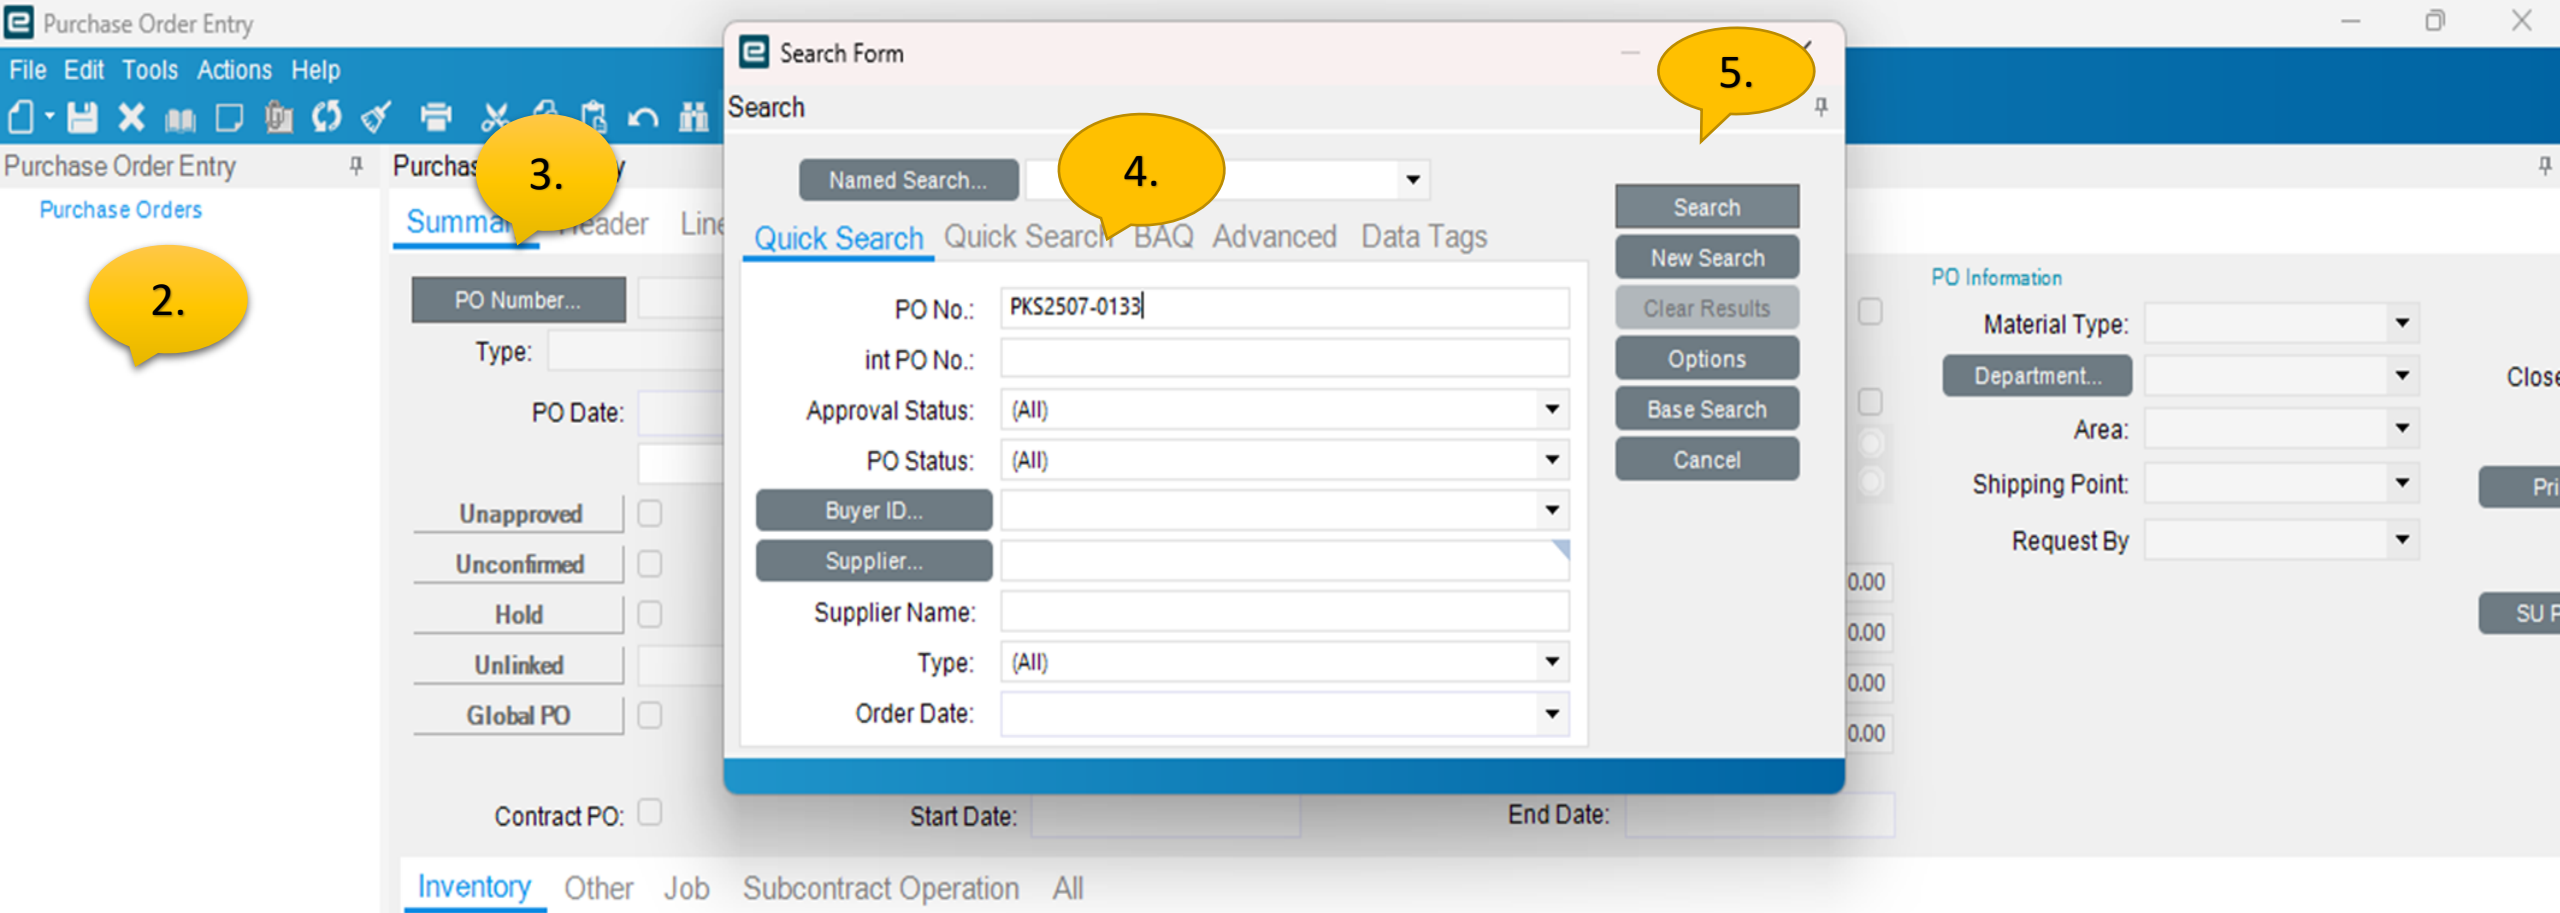 Purchase Order Entry
File Edit Tools Actions Help
Purchase Order Entry
Purchase Orders
2.
3.
Summar
eader
PO Number...
Type:
PO Date:
Unapproved
Unconfirmed
Hold
Unlinked
Global PO
Contract PO:
Start Date:
End Date:
Inventory Other Job Subcontract Operation All
Search Form
5.
Search
Named Search...
4.
Quick Search Quick Search BAQ Advanced Data Tags
PO No.: PKS2507-0133
int PO No.:
Approval Status: (All)
PO Status: (All)
Buyer ID...
Supplier...
Supplier Name:
Type: (All)
Order Date:
Search
New Search
Clear Results
Options
Base Search
Cancel
0.00
0.00
0.00
0.00
PO Information
Material Type:
Department...
Area:
Shipping Point:
Request By
Close
Pri
SU P